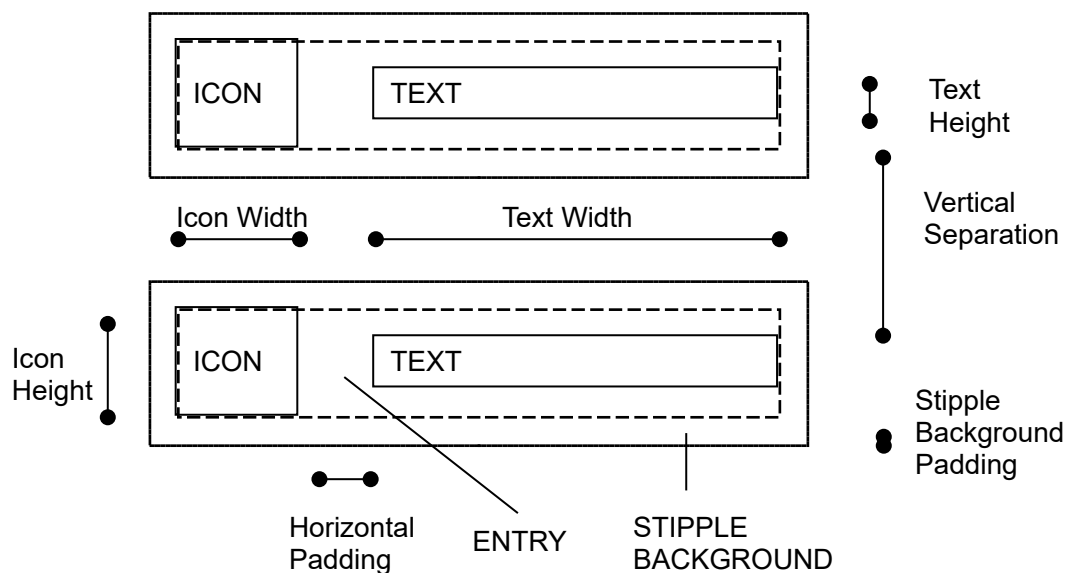 ICON
TEXT
Text
Height
Icon Width
Text Width
Vertical
Separation
ICON
TEXT
Icon
Height
Stipple
Background
Padding
Horizontal
Padding
ENTRY
STIPPLE
BACKGROUND